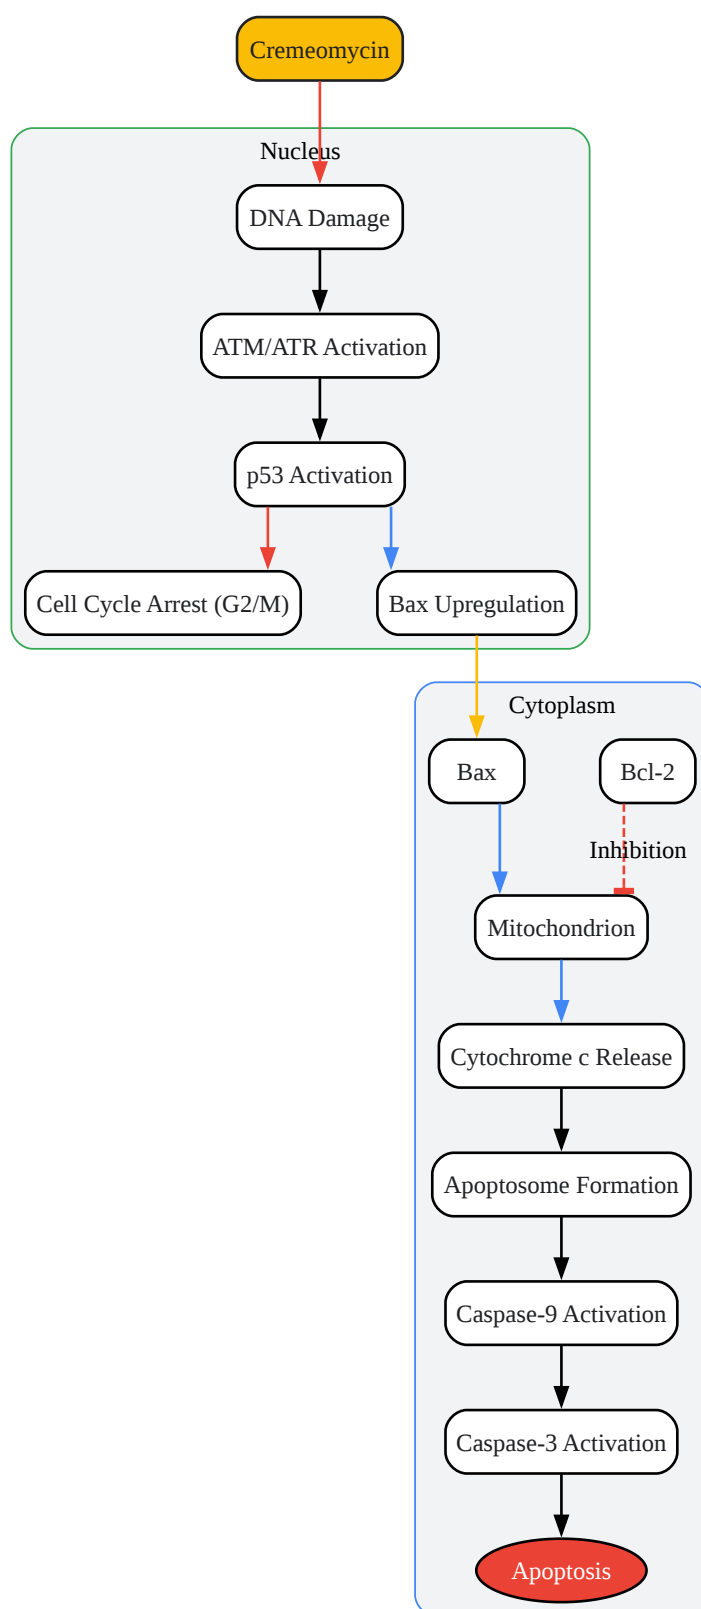 Cremeomycin
Nucleus
DNA Damage
ATM/ATR Activation
p53 Activation
Cell Cycle Arrest (G2/M)
Bax Upregulation
Cytoplasm
Bax
Bcl-2
Inhibition
Mitochondrion
Cytochrome c Release
Apoptosome Formation
Caspase-9 Activation
Caspase-3 Activation
Apoptosis